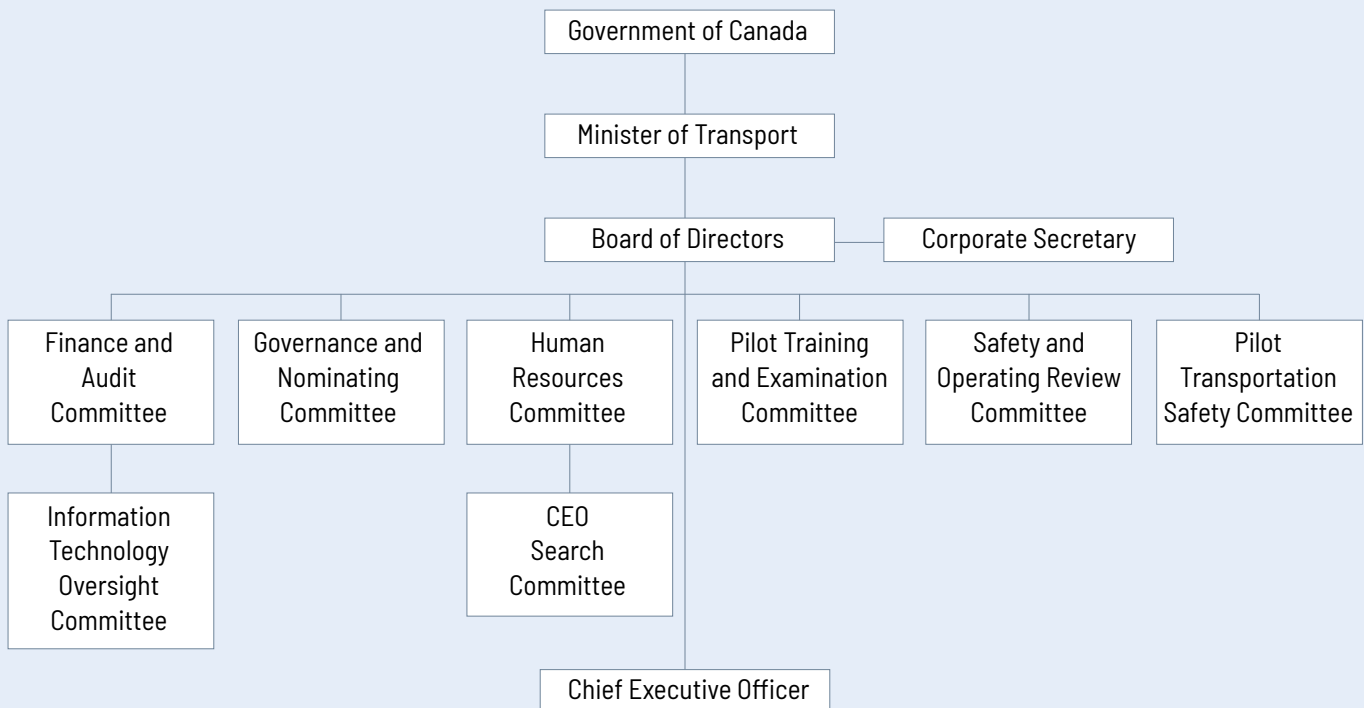 Government of Canada
Minister of Transport
Board of Directors
Corporate Secretary
Finance and
Audit
Committee
Governance and
Nominating
Committee
Human
Resources
Committee
Pilot Training
and Examination
Committee
Safety and
Operating Review
Committee
Pilot
Transportation
Safety Committee
Information
Technology
Oversight
Committee
CEO
Search
Committee
Chief Executive Officer